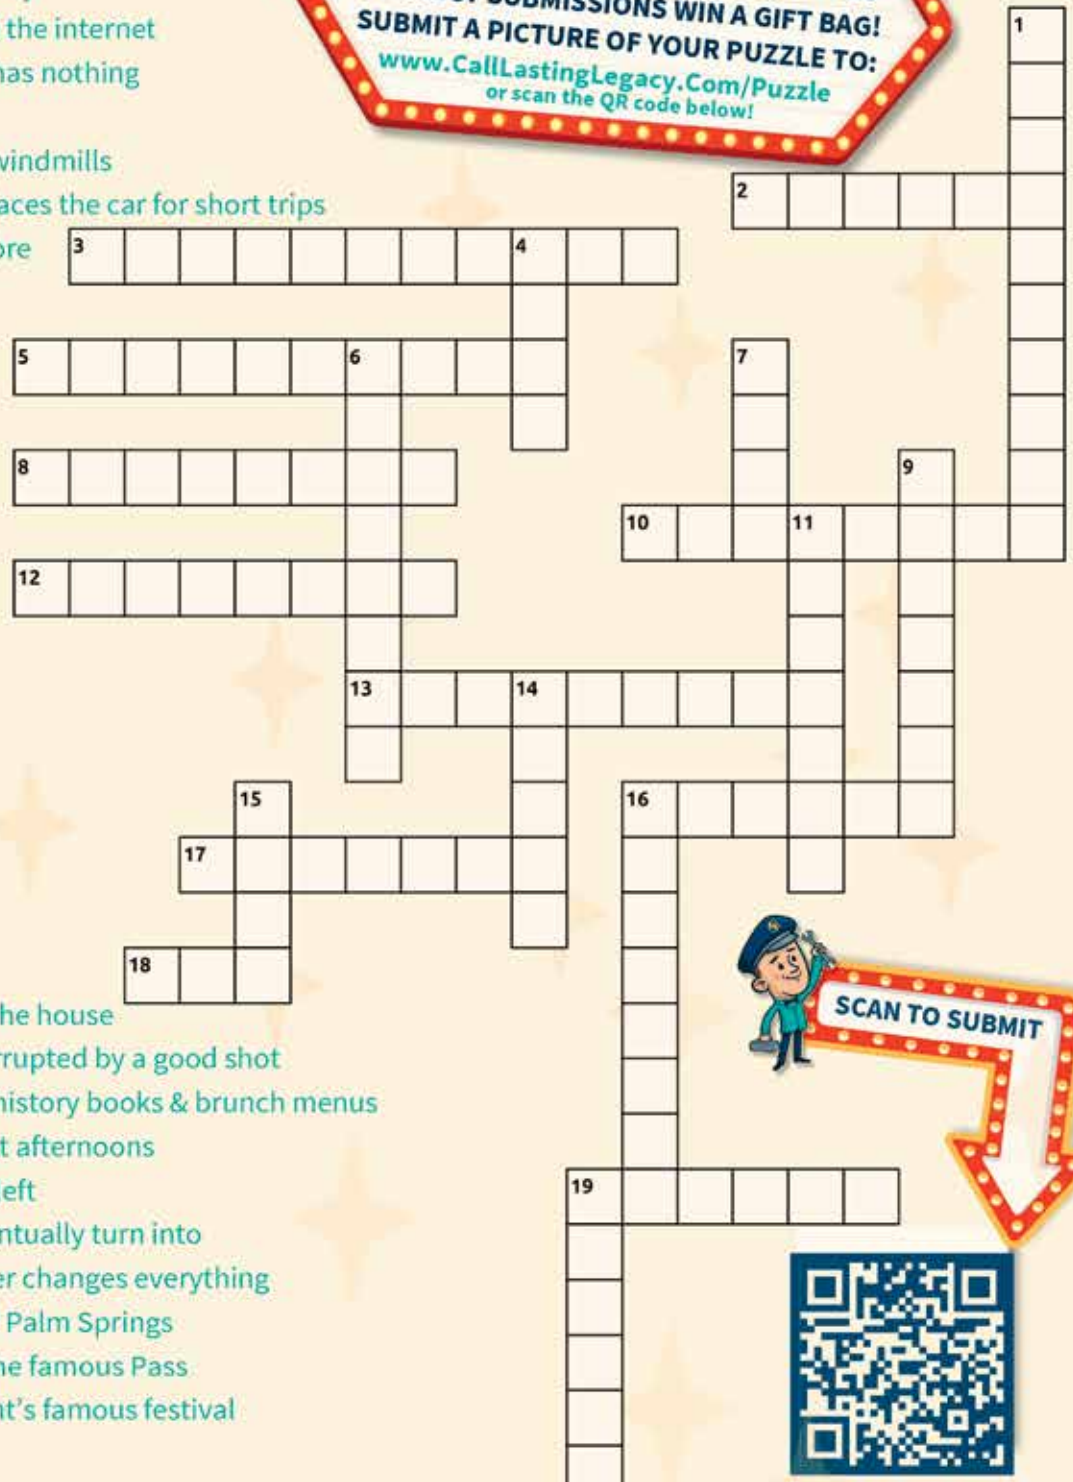 the internet
has nothing
windmills
aces the car for short trips
ore
SUBMISSIONS WIN A GIFT BAG!
SUBMIT A PICTURE OF YOUR PUZZLE TO:
www.CallLastingLegacy.Com/Puzzle
or scan the QR code below!
1
2
3
4
5
6
7
8
9
10
11
12
13
14
15
16
17
18
19
he house
rrupted by a good shot
history books & brunch menus
t afternoons
left
ntually turn into
er changes everything
Palm Springs
he famous Pass
nt's famous festival
SCAN TO SUBMIT